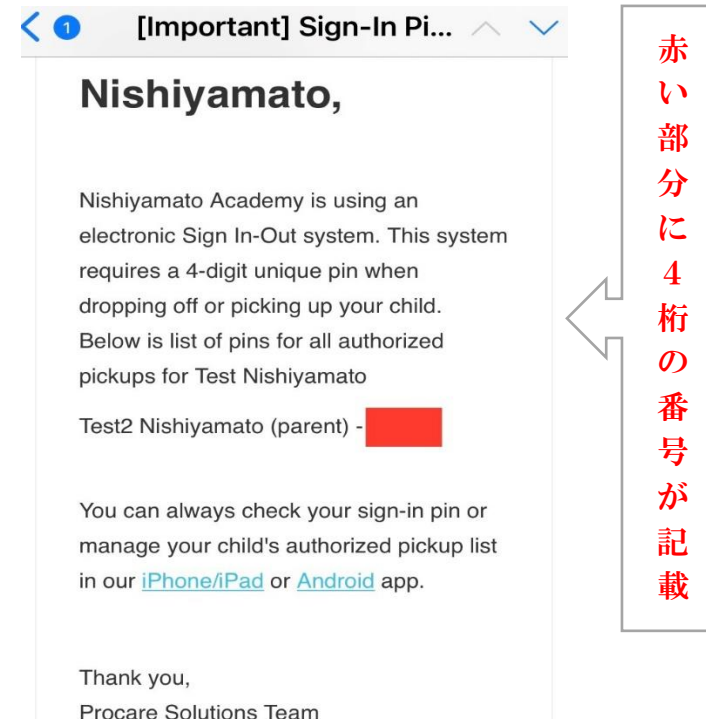 1
[Important] Sign-In Pi...
Nishiyamato,
Nishiyamato Academy is using an
electronic Sign In-Out system. This system
requires a 4-digit unique pin when
dropping off or picking up your child.
Below is list of pins for all authorized
pickups for Test Nishiyamato
Test2 Nishiyamato (parent) -
You can always check your sign-in pin or
manage your child's authorized pickup list
in our iPhone/iPad or Android app.
Thank you,
Procare Solutions Team
赤い部分に4桁の番号が記載